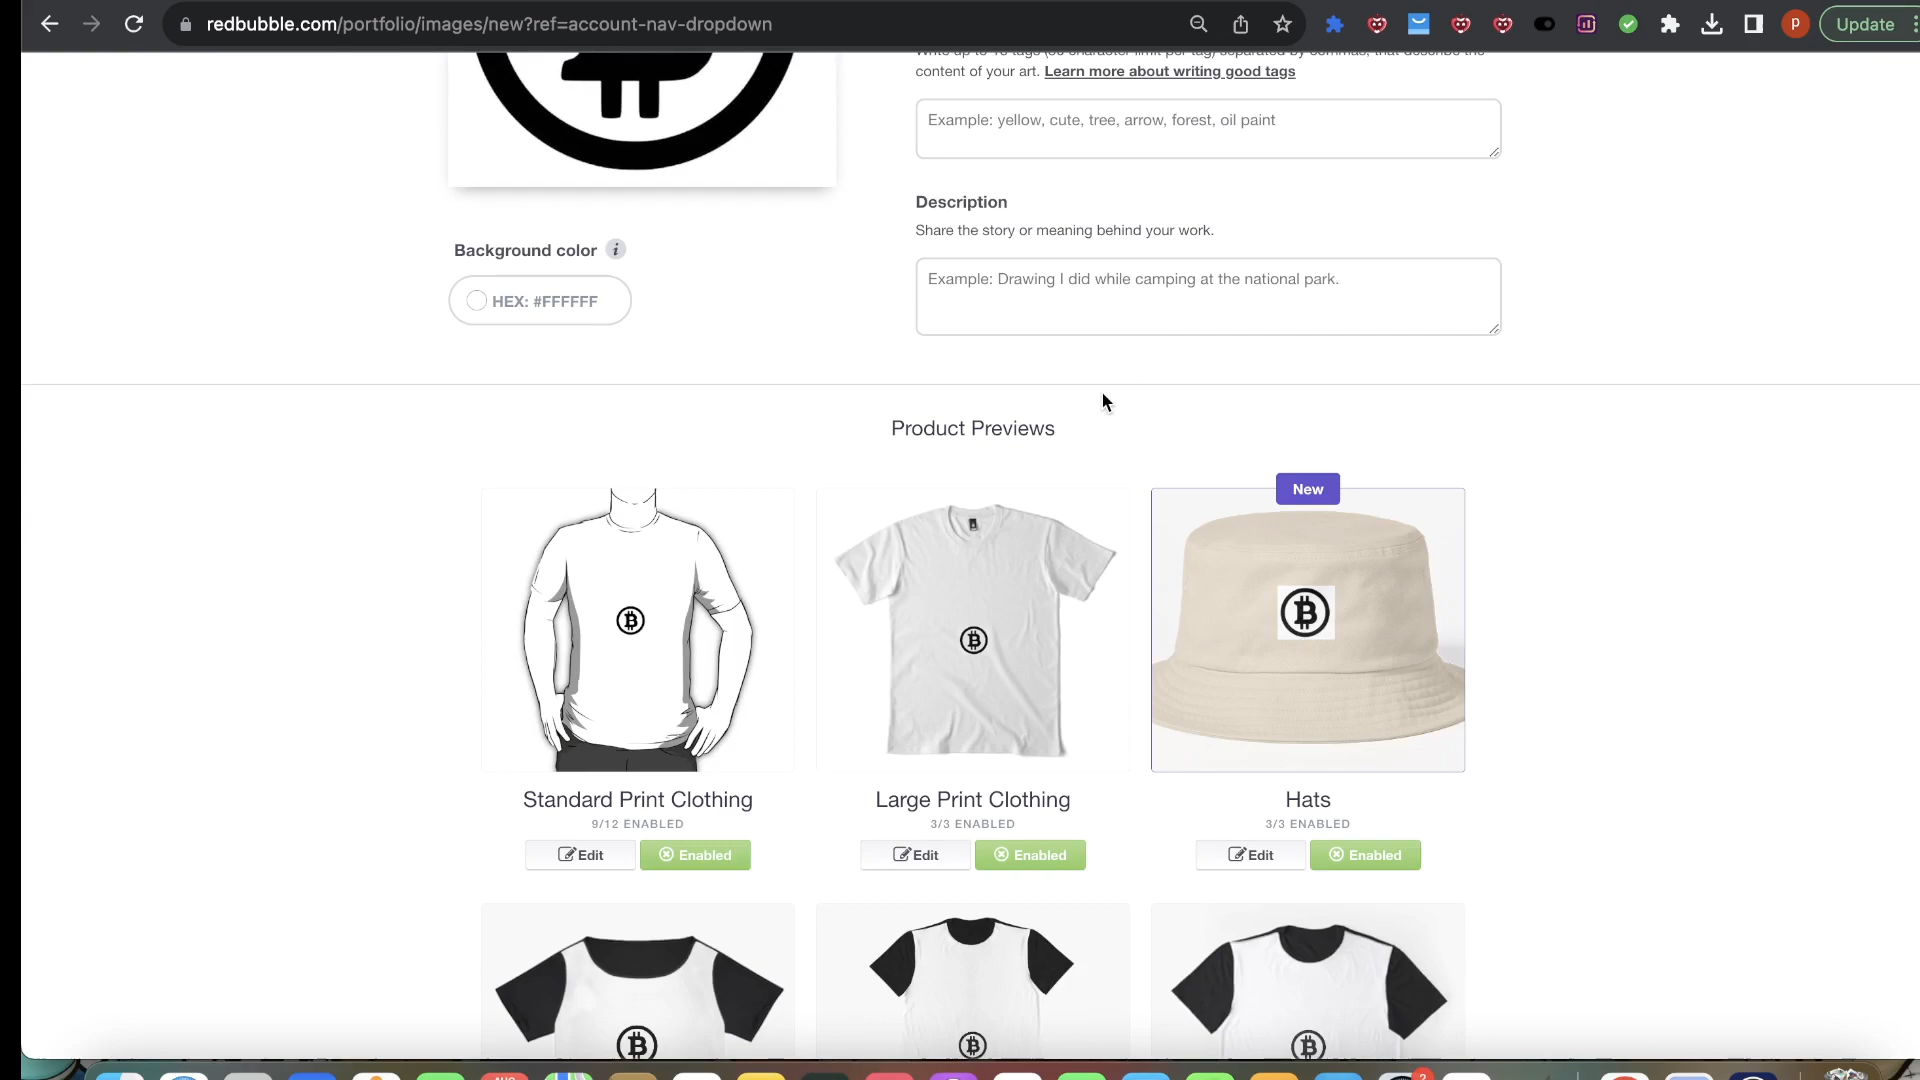 redbubble.com/portfolio/images/new?ref=account-nav-dropdown
P
Update
content of your art. Learn more about writing good tags
Example: yellow, cute, tree, arrow, forest, oil paint
Description
Share the story or meaning behind your work.
Background color i
Example: Drawing I did while camping at the national park.
HEX: #FFFFFF
Product Previews
New
Standard Print Clothing
9/12 ENABLED
Edit
Enabled
Large Print Clothing
3/3 ENABLED
Edit
Enabled
Hats
3/3 ENABLED
Edit
Enabled
AUG
2